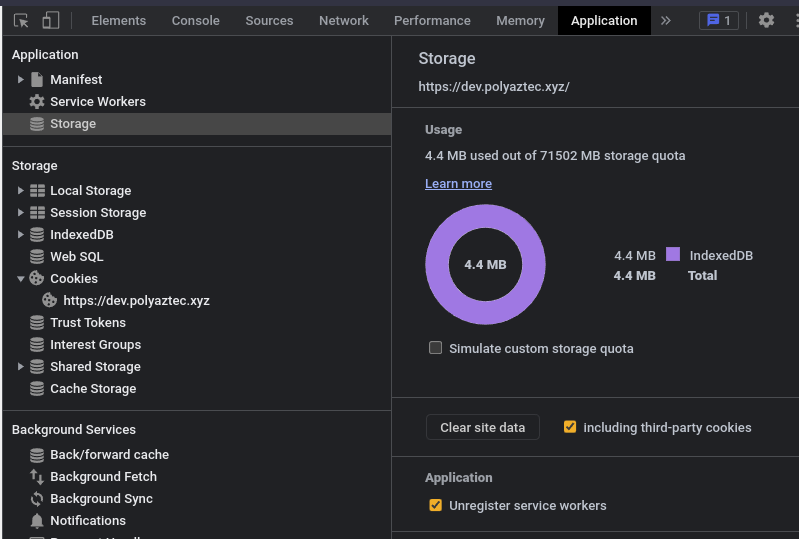 Elements Console Sources Network Performance Memory Application » 1
Application
Manifest
Service Workers
Storage
Storage
Local Storage
Session Storage
IndexedDB
Web SQL
Cookies
https://dev.polyaztec.xyz
Trust Tokens
Interest Groups
Shared Storage
Cache Storage
Background Services
Back/forward cache
Background Fetch
Background Sync
Notifications
Storage
https://dev.polyaztec.xyz/
Usage
4.4 MB used out of 71502 MB storage quota
Learn more
4.4 MB
4.4 MB IndexedDB
4.4 MB Total
Simulate custom storage quota
Clear site data
including third-party cookies
Application
Unregister service workers